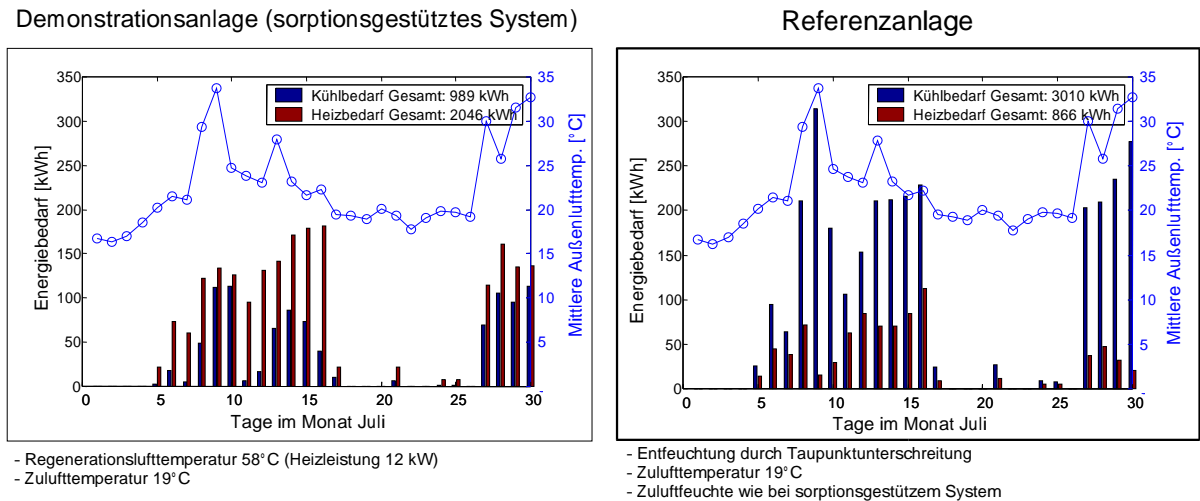 Demonstrationsanlage (sorptionsgestütztes System)
350
300
250
200
150
100
50
0
Energiebedarf [kWh]
35
30
25
20
15
10
5
Mittlere Außenlufttemp. [°C]
Kühlbedarf Gesamt: 989 kWh
Heizbedarf Gesamt: 2046 kWh
0 5 10 15 20 25 30
Tage im Monat Juli
- Regenerationslufttemperatur 58°C (Heizleistung 12 kW)
- Zulufttemperatur 19°C
Referenzanlage
350
300
250
200
150
100
50
0
Energiebedarf [kWh]
35
30
25
20
15
10
5
Mittlere Außenlufttemp. [°C]
Kühlbedarf Gesamt: 3010 kWh
Heizbedarf Gesamt: 866 kWh
0 5 10 15 20 25 30
Tage im Monat Juli
- Entfeuchtung durch Taupunktunterschreitung
- Zulufttemperatur 19°C
- Zuluftfeuchte wie bei sorptionsgestützem System